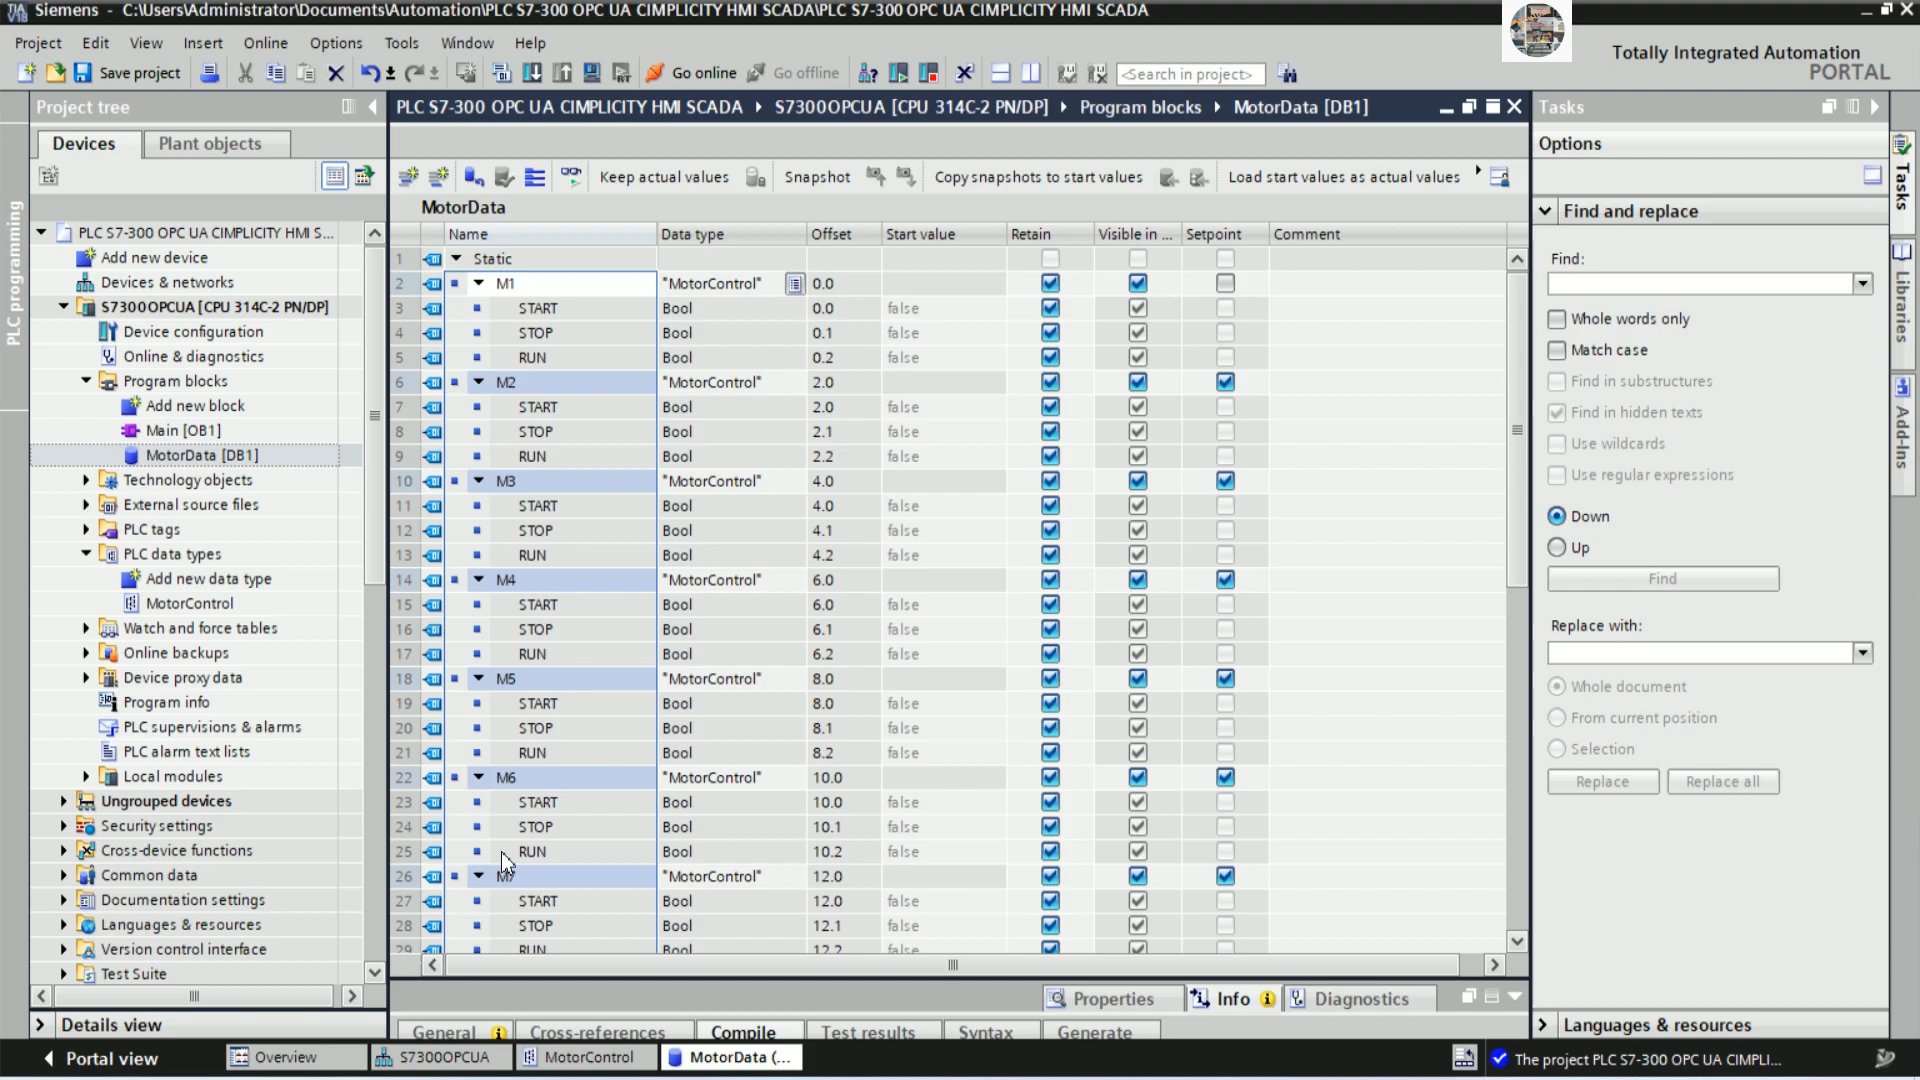 Siemens - C:\Users\Administrator\Documents\Automation\PLC S7-300 OPC UA CIMPLICITY HMI SCADA\PLC S7-300 OPC UA CIMPLICITY HMI SCADA
Project Edit View Insert Online Options Tools Window Help
Totally Integrated Automation
PORTAL
Save project Go online Go offline <Search in project>
Project tree
PLC S7-300 OPC UA CIMPLICITY HMI SCADA S7300OPCUA [CPU 314C-2 PN/DP] Program blocks MotorData [DB1]
Tasks
Devices Plant objects
Options
Keep actual values Snapshot Copy snapshots to start values Load start values as actual values
PLC programming
PLC S7-300 OPC UA CIMPLICITY HMI S...
Add new device
Devices & networks
S7300OPCUA [CPU 314C-2 PN/DP]
Device configuration
Online & diagnostics
Program blocks
Add new block
Main [OB1]
MotorData [DB1]
Technology objects
External source files
PLC tags
PLC data types
Add new data type
MotorControl
Watch and force tables
Online backups
Device proxy data
Program info
PLC supervisions & alarms
PLC alarm text lists
Local modules
Ungrouped devices
Security settings
Cross-device functions
Common data
Documentation settings
Languages & resources
Version control interface
Test Suite
Details view
MotorData
Name Data type Offset Start value Retain Visible in ... Setpoint Comment
1 Static
2 M1 "MotorControl" 0.0
3 START Bool 0.0 false
4 STOP Bool 0.1 false
5 RUN Bool 0.2 false
6 M2 "MotorControl" 2.0
7 START Bool 2.0 false
8 STOP Bool 2.1 false
9 RUN Bool 2.2 false
10 M3 "MotorControl" 4.0
11 START Bool 4.0 false
12 STOP Bool 4.1 false
13 RUN Bool 4.2 false
14 M4 "MotorControl" 6.0
15 START Bool 6.0 false
16 STOP Bool 6.1 false
17 RUN Bool 6.2 false
18 M5 "MotorControl" 8.0
19 START Bool 8.0 false
20 STOP Bool 8.1 false
21 RUN Bool 8.2 false
22 M6 "MotorControl" 10.0
23 START Bool 10.0 false
24 STOP Bool 10.1 false
25 RUN Bool 10.2 false
26 M7 "MotorControl" 12.0
27 START Bool 12.0 false
28 STOP Bool 12.1 false
29 RUN Bool 12.2 false
Properties Info Diagnostics
General Cross-references Compile Test results Syntax Generate
Find and replace
Find:
Whole words only
Match case
Find in substructures
Find in hidden texts
Use wildcards
Use regular expressions
Down
Up
Find
Replace with:
Whole document
From current position
Selection
Replace Replace all
Languages & resources
Tasks
Libraries
Add-Ins
Portal view Overview S7300OPCUA MotorControl MotorData (... The project PLC S7-300 OPC UA CIMPLI...